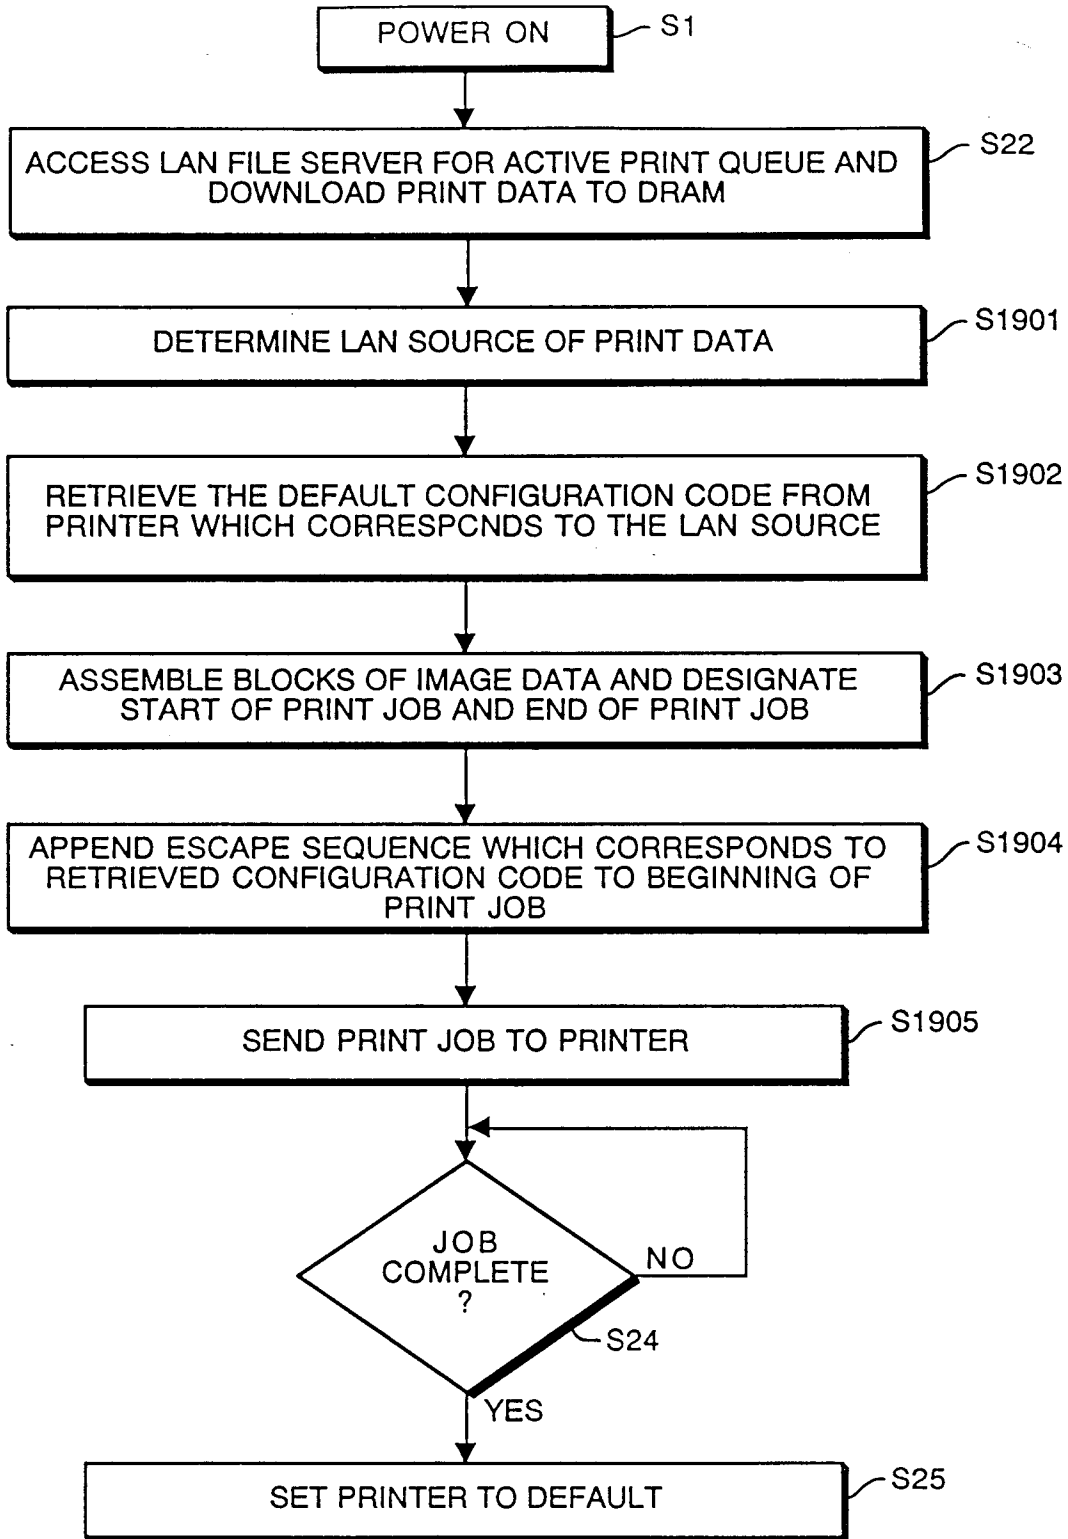 POWER ON
S1
ACCESS LAN FILE SERVER FOR ACTIVE PRINT QUEUE AND
DOWNLOAD PRINT DATA TO DRAM
S22
DETERMINE LAN SOURCE OF PRINT DATA
S1901
RETRIEVE THE DEFAULT CONFIGURATION CODE FROM
PRINTER WHICH CORRESPCNDS TO THE LAN SOURCE
S1902
ASSEMBLE BLOCKS OF IMAGE DATA AND DESIGNATE
START OF PRINT JOB AND END OF PRINT JOB
S1903
APPEND ESCAPE SEQUENCE WHICH CORRESPONDS TO
RETRIEVED CONFIGURATION CODE TO BEGINNING OF
PRINT JOB
S1904
SEND PRINT JOB TO PRINTER
S1905
JOB
COMPLETE
?
NO
S24
YES
SET PRINTER TO DEFAULT
S25